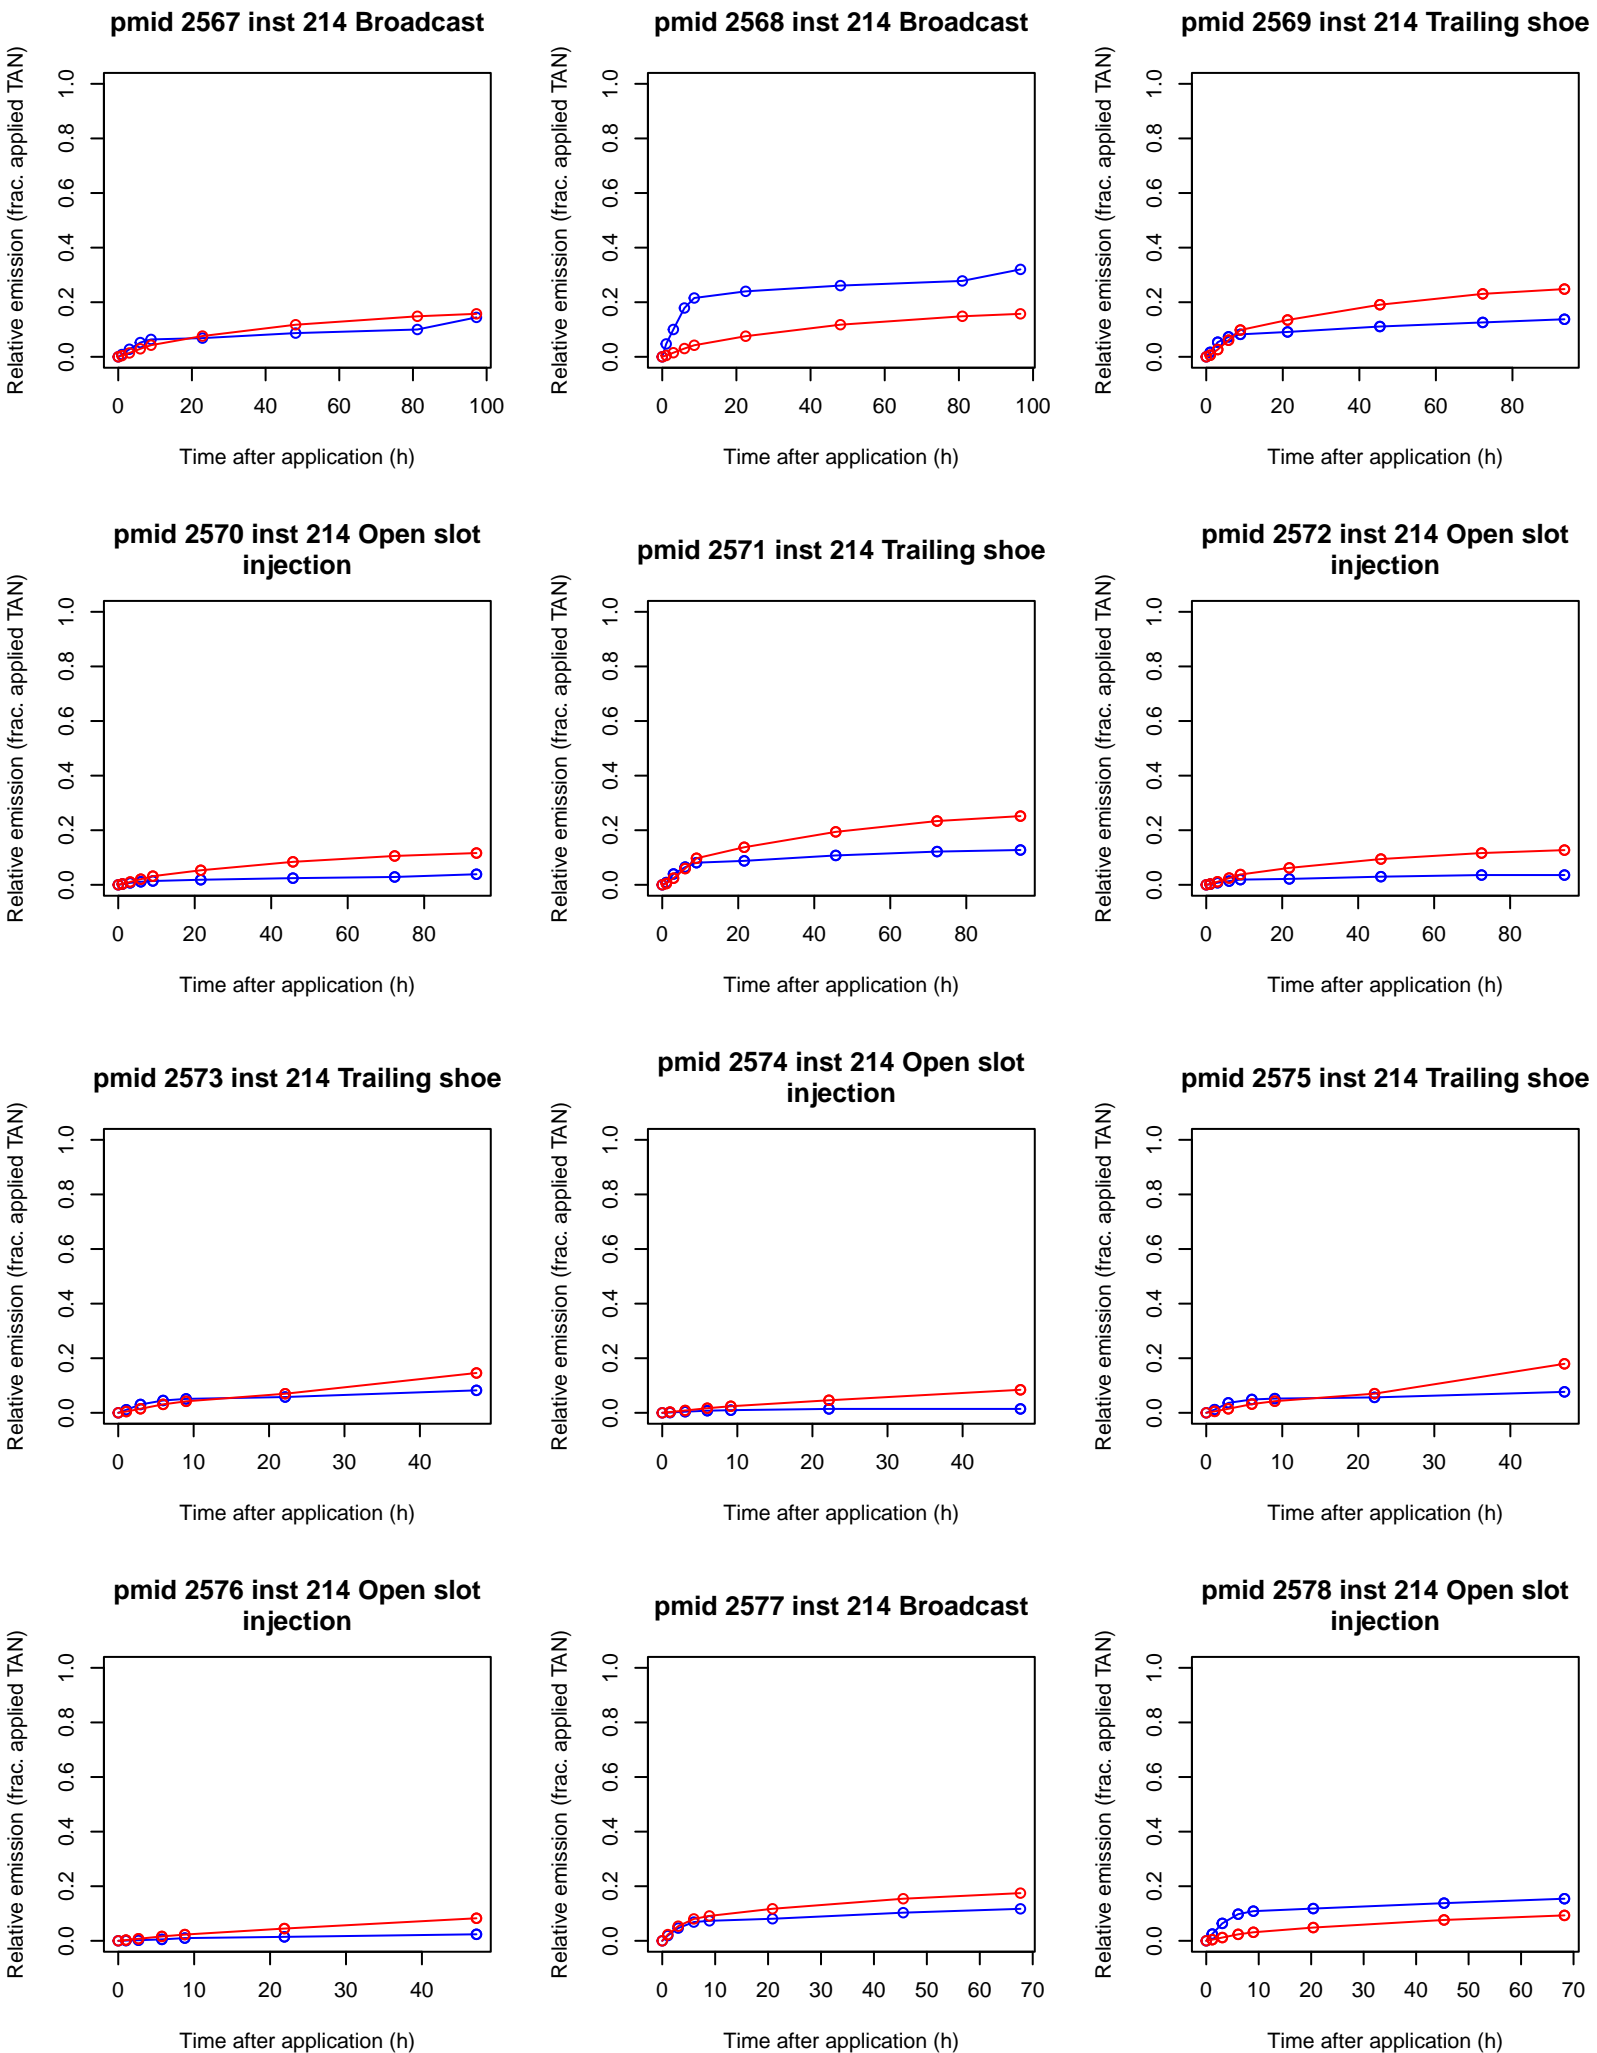 pmid 2567 inst 214 Broadcast
Relative emission (frac. applied TAN)
0.0 0.2 0.4 0.6 0.8 1.0
0 20 40 60 80 100
Time after application (h)
pmid 2568 inst 214 Broadcast
Relative emission (frac. applied TAN)
0.0 0.2 0.4 0.6 0.8 1.0
0 20 40 60 80 100
Time after application (h)
pmid 2569 inst 214 Trailing shoe
Relative emission (frac. applied TAN)
0.0 0.2 0.4 0.6 0.8 1.0
0 20 40 60 80
Time after application (h)
pmid 2570 inst 214 Open slot
injection
Relative emission (frac. applied TAN)
0.0 0.2 0.4 0.6 0.8 1.0
0 20 40 60 80
Time after application (h)
pmid 2571 inst 214 Trailing shoe
Relative emission (frac. applied TAN)
0.0 0.2 0.4 0.6 0.8 1.0
0 20 40 60 80
Time after application (h)
pmid 2572 inst 214 Open slot
injection
Relative emission (frac. applied TAN)
0.0 0.2 0.4 0.6 0.8 1.0
0 20 40 60 80
Time after application (h)
pmid 2573 inst 214 Trailing shoe
Relative emission (frac. applied TAN)
0.0 0.2 0.4 0.6 0.8 1.0
0 10 20 30 40
Time after application (h)
pmid 2574 inst 214 Open slot
injection
Relative emission (frac. applied TAN)
0.0 0.2 0.4 0.6 0.8 1.0
0 10 20 30 40
Time after application (h)
pmid 2575 inst 214 Trailing shoe
Relative emission (frac. applied TAN)
0.0 0.2 0.4 0.6 0.8 1.0
0 10 20 30 40
Time after application (h)
pmid 2576 inst 214 Open slot
injection
Relative emission (frac. applied TAN)
0.0 0.2 0.4 0.6 0.8 1.0
0 10 20 30 40
Time after application (h)
pmid 2577 inst 214 Broadcast
Relative emission (frac. applied TAN)
0.0 0.2 0.4 0.6 0.8 1.0
0 10 20 30 40 50 60 70
Time after application (h)
pmid 2578 inst 214 Open slot
injection
Relative emission (frac. applied TAN)
0.0 0.2 0.4 0.6 0.8 1.0
0 10 20 30 40 50 60 70
Time after application (h)